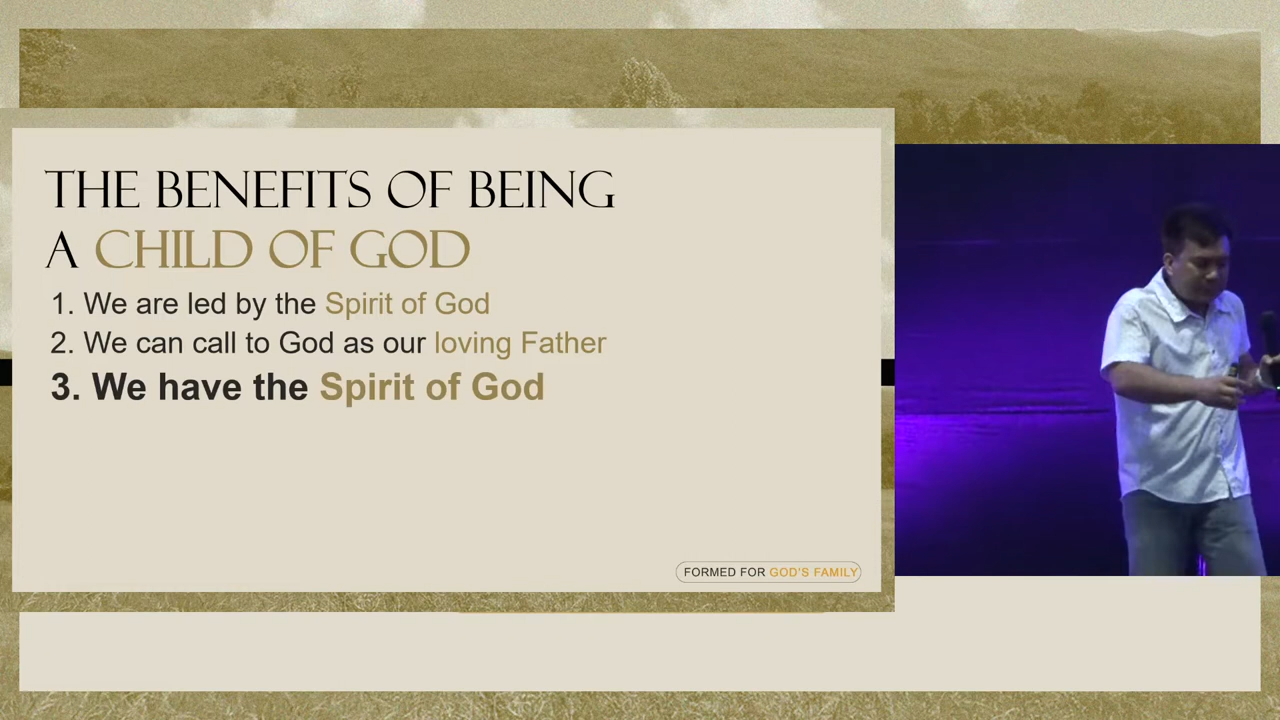 THE BENEFITS OF BEING
A CHILD OF GOD
1. We are led by the Spirit of God
2. We can call to God as our loving Father
3. We have the Spirit of God
FORMED FOR GOD'S FAMILY